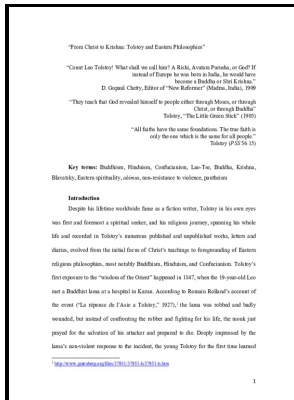 "From Christ to Krishna: Tolstoy and Eastern Philosophies"
"Count Leo Tolstoy! What shall we call him? A Rishi, Avatara Purusha, or God? If
instead of Europe he was born in India, he would have
become a Buddha or Shri Krishna."
D. Gopaul Chetty, Editor of "New Reformer" (Madras, India), 1909
"They teach that God revealed himself to people either through Moses, or through
Christ, or through Buddha"
Tolstoy, "The Little Green Stick" (1905)
"All faiths have the same foundations. The true faith is
only the one which is the same for all people."
Tolstoy (PSS 56 15)
Key terms: Buddhism, Hinduism, Confucianism, Lao-Tse, Buddha, Krishna,
Blavatsky, Eastern spirituality, ahimsa, non-resistance to violence, pantheism
Introduction
Despite his lifetime worldwide fame as a fiction writer, Tolstoy in his own eyes
was first and foremost a spiritual seeker, and his religious journey, spanning his whole
life and recorded in Tolstoy's numerous published and unpublished works, letters and
diaries, evolved from the initial focus of Christ's teachings to foregrounding of Eastern
religious philosophies, most notably Buddhism, Hinduism, and Confucianism. Tolstoy's
first exposure to the "wisdom of the Orient" happened in 1847, when the 19-year-old Leo
met a Buddhist lama at a hospital in Kazan. According to Romain Rolland's account of
the event ("La réponse de l'Asie a Tolstoy," 1927),1 the lama was robbed and badly
wounded, but instead of confronting the robber and fighting for his life, the monk just
prayed for the salvation of his attacker and prepared to die. Deeply impressed by the
lama's non-violent response to the incident, the young Tolstoy for the first time learned
1